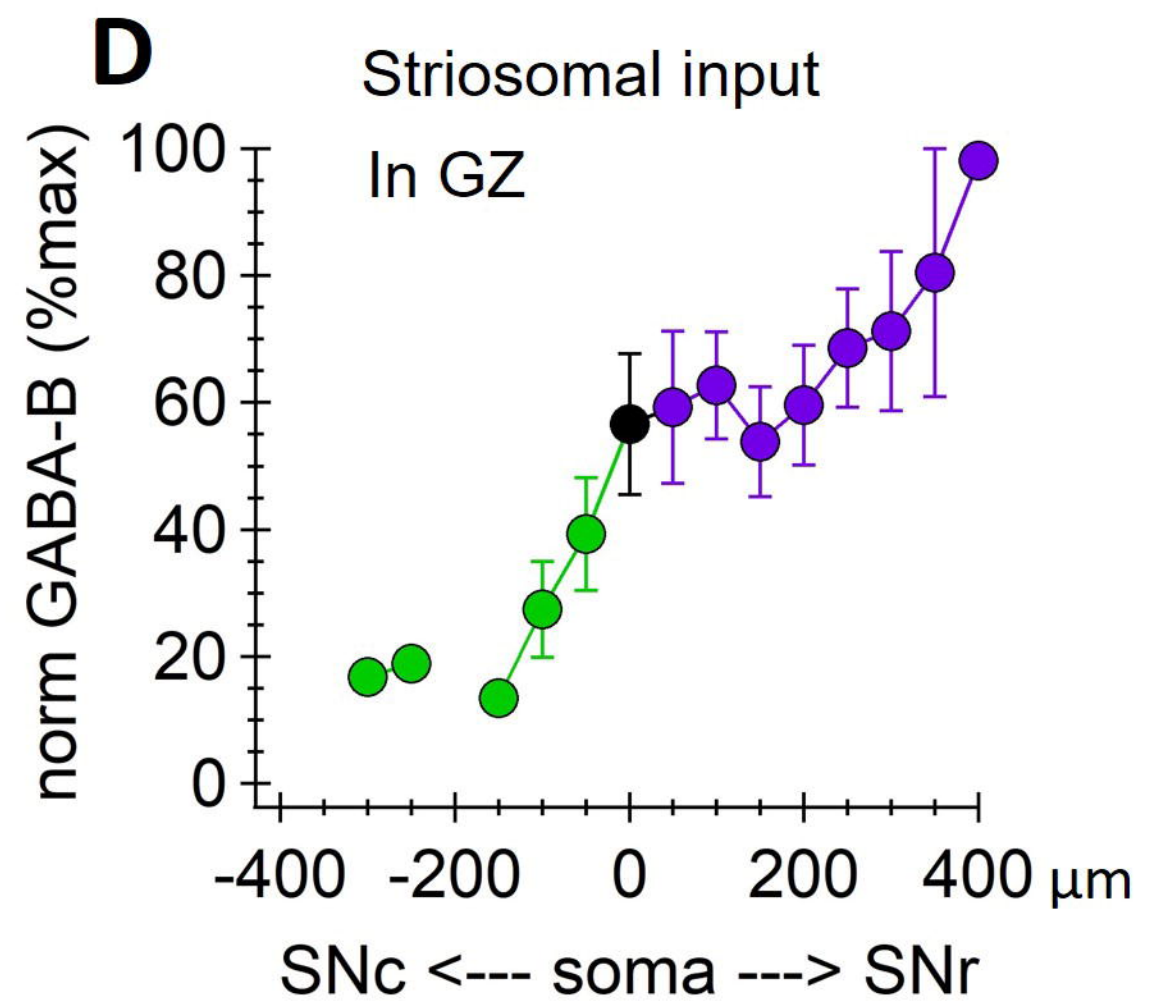 D
Striosomal input
In GZ
norm GABA-B (%max)
100
80
60
40
20
0
-400 -200 0 200 400 µm
SNc <--- soma ---> SNr